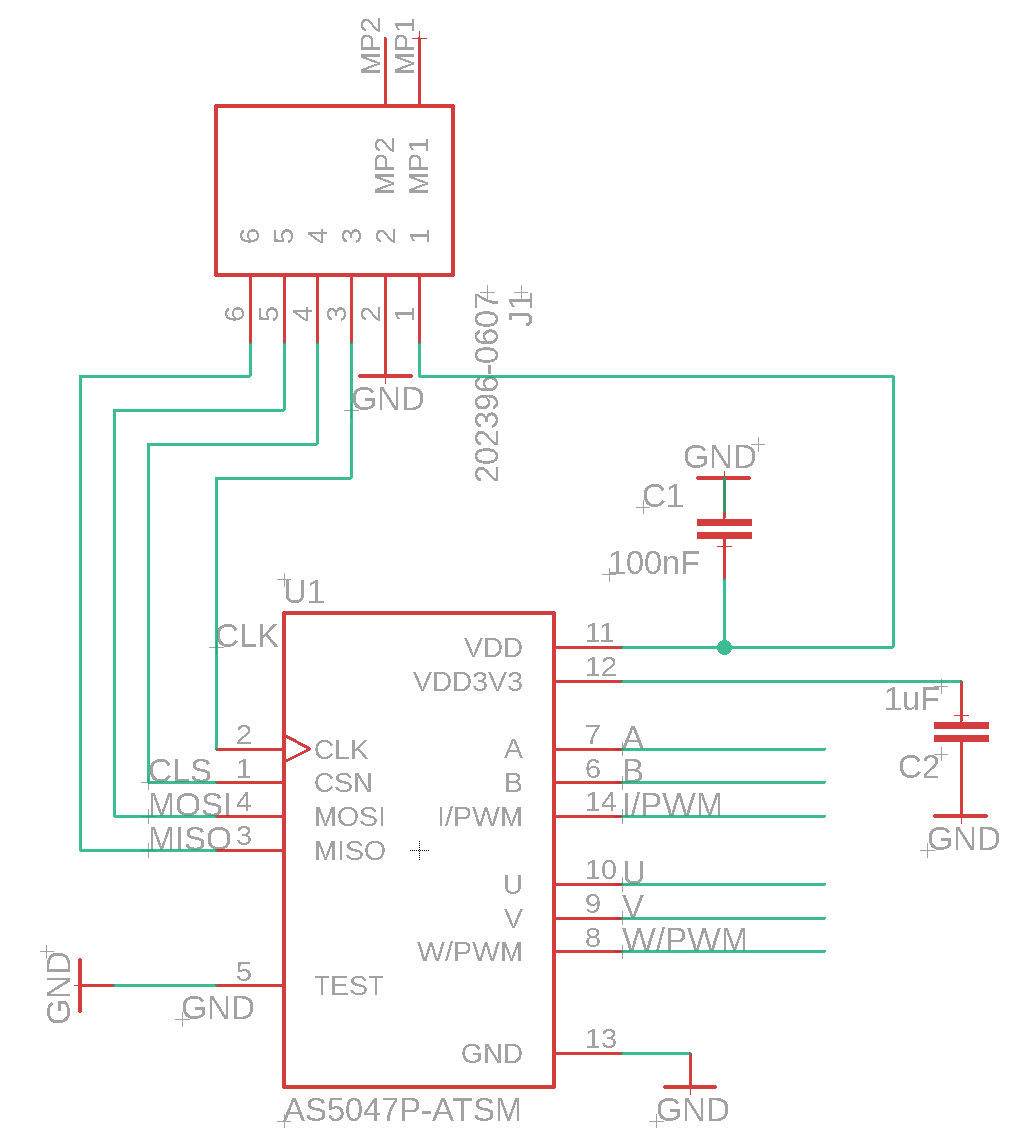 MP2 MP1
MP2 MP1
6 5 4 3 2 1
6 5 4 3 2 1
202396-0607
J1
GND
GND
C1
100nF
U1
CLK
VDD 11
VDD3V3 12
1uF
C2
GND
2 CLK
A 7 A
CLS 1 CSN
B 6 B
MOSI 4 MOSI
I/PWM 14 I/PWM
MISO 3 MISO
U 10 U
V 9 V
W/PWM 8 W/PWM
GND
5 TEST
GND
GND 13
GND
AS5047P-ATSM